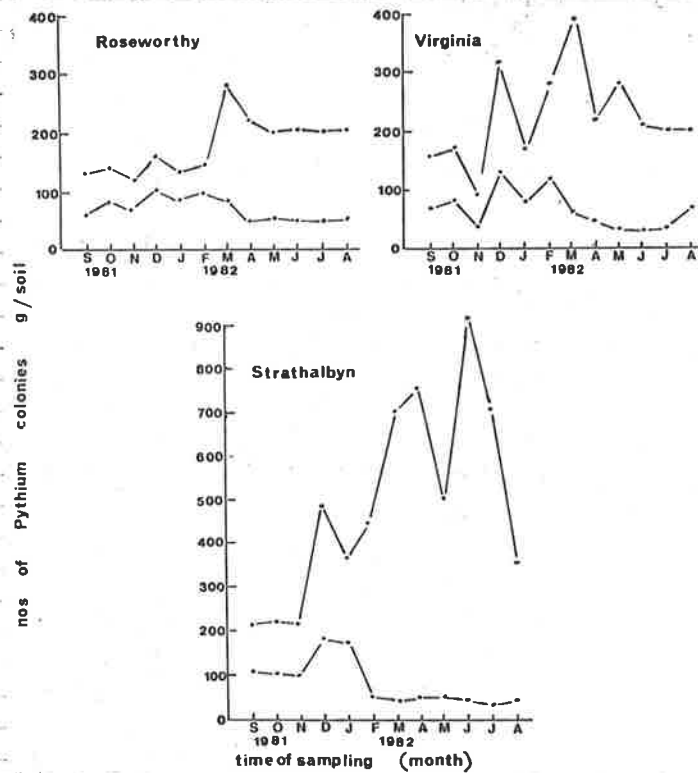 Roseworthy
400
300
200
100
0
S O N D J F M A M J J A
1981 1982
Virginia
400
300
200
100
0
S O N D J F M A M J J A
1981 1982
nos of Pythium colonies g/soil
Strathalbyn
900
800
700
600
500
400
300
200
100
0
S O N D J F M A M J J A
1981 1982
time of sampling (month)